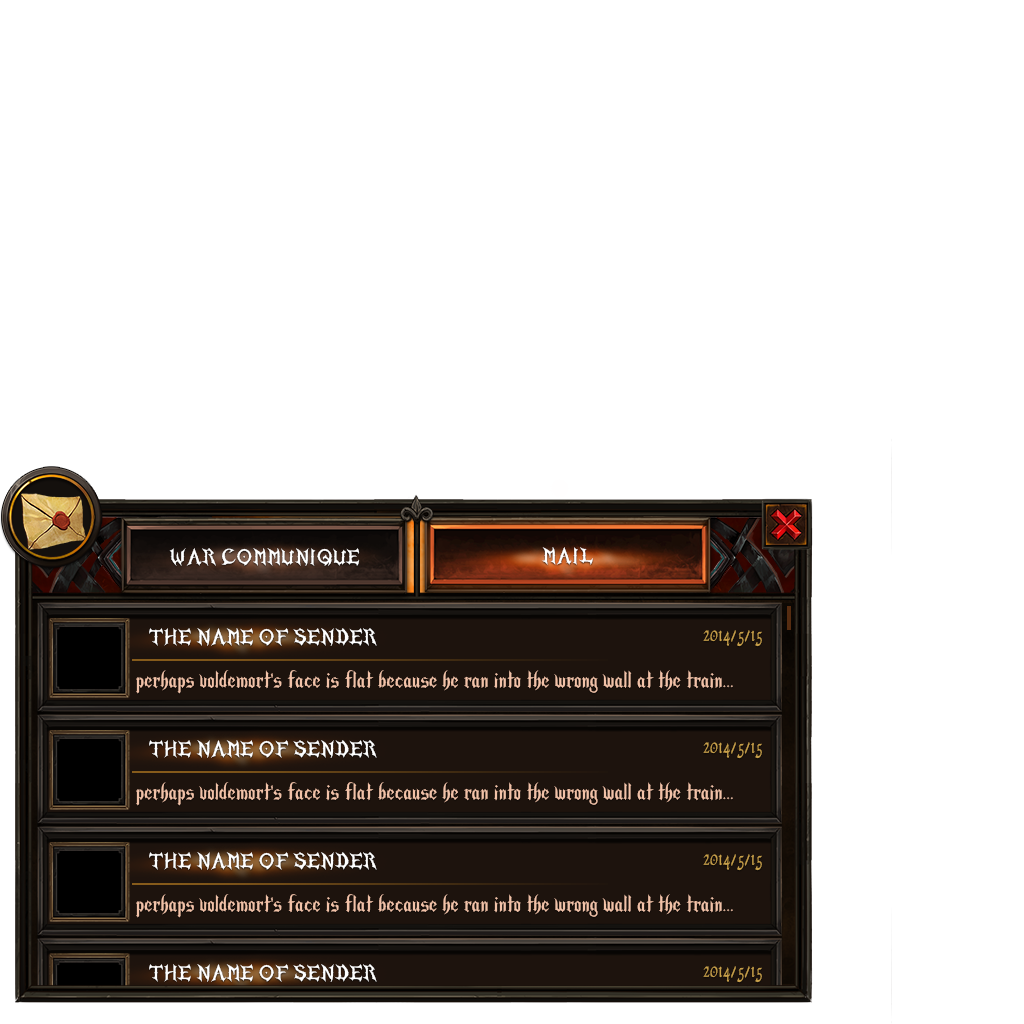 WAR COMMUNIQUE
MAIL
THE NAME OF SENDER
2014/5/15
perhaps voldemort's face is flat because he ran into the wrong wall at the train...
THE NAME OF SENDER
2014/5/15
perhaps voldemort's face is flat because he ran into the wrong wall at the train...
THE NAME OF SENDER
2014/5/15
perhaps voldemort's face is flat because he ran into the wrong wall at the train...
THE NAME OF SENDER
2014/5/15